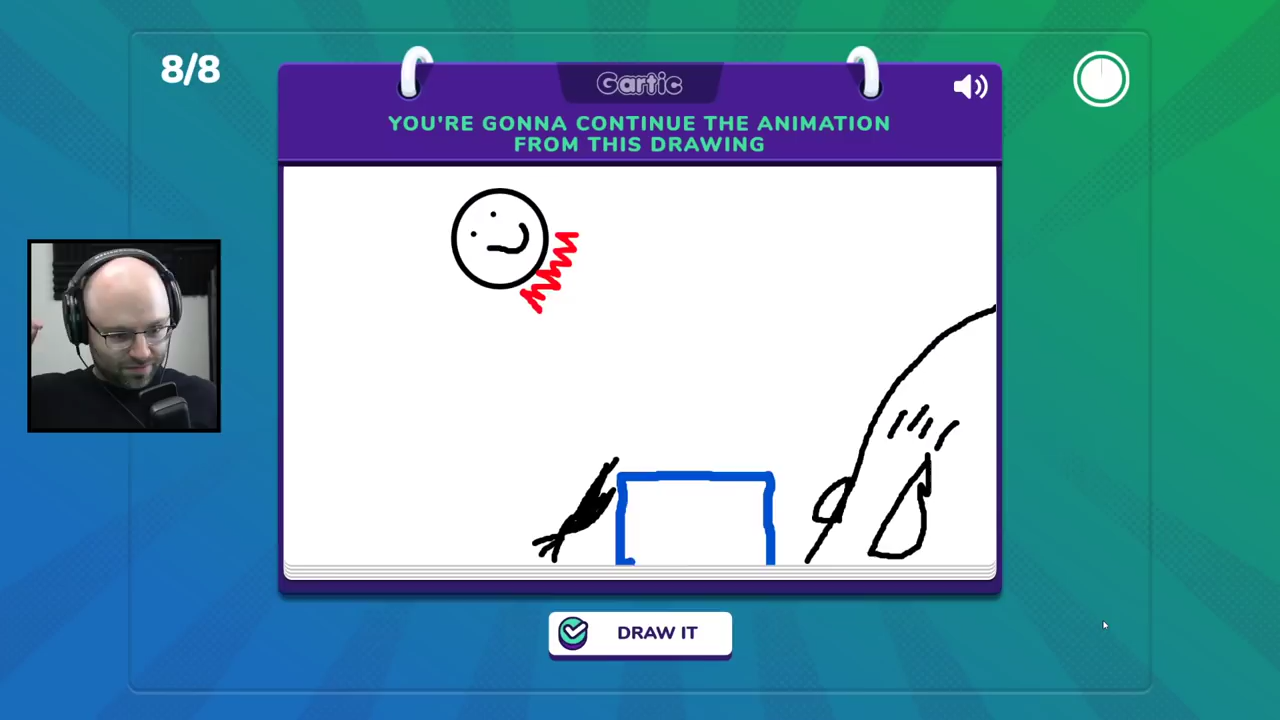 8/8
Gartic
YOU'RE GONNA CONTINUE THE ANIMATION
FROM THIS DRAWING
DRAW IT